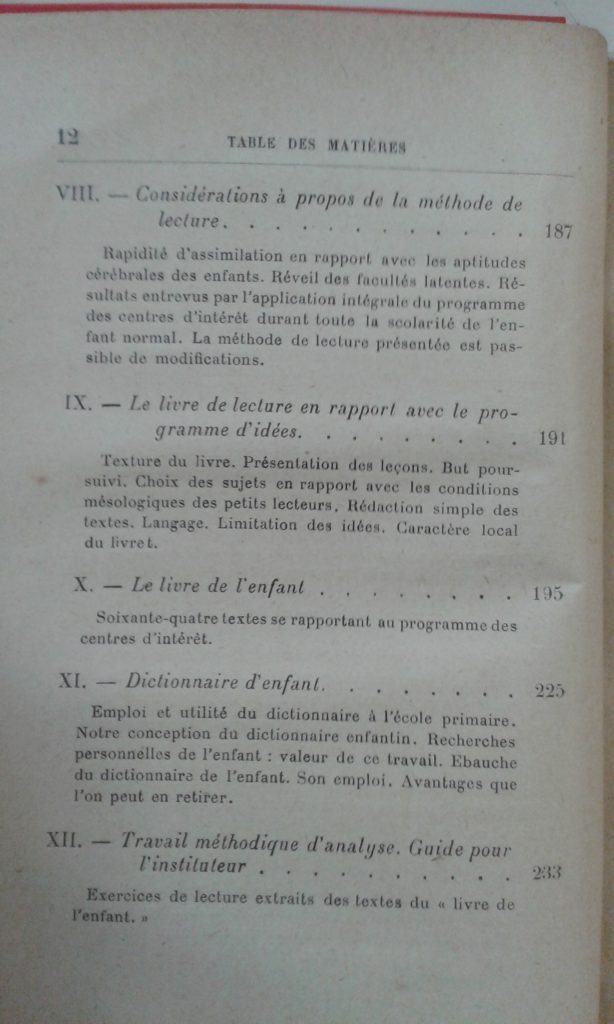 12
TABLE DES MATIÈRES
VIII. — Considérations à propos de la méthode de
lecture. . . . . . . . . . . . 187
Rapidité d'assimilation en rapport avec les aptitudes
cérébrales des enfants. Réveil des facultés latentes. Ré-
sultats entrevus par l'application intégrale du programme
des centres d'intérêt durant toute la scolarité de l'en-
fant normal. La méthode de lecture présentée est pas-
sible de modifications.
IX. — Le livre de lecture en rapport avec le pro-
gramme d'idées. . . . . . . . . 191
Texture du livre. Présentation des leçons. But pour-
suivi. Choix des sujets en rapport avec les conditions
mésologiques des petits lecteurs. Rédaction simple des
textes. Langage. Limitation des idées. Caractère local
du livret.
X. — Le livre de l'enfant . . . . . . . . 195
Soixante-quatre textes se rapportant au programme des
centres d'intérêt.
XI. — Dictionnaire d'enfant. . . . . . . . 225
Emploi et utilité du dictionnaire à l'école primaire.
Notre conception du dictionnaire enfantin. Recherches
personnelles de l'enfant : valeur de ce travail. Ebauche
du dictionnaire de l'enfant. Son emploi. Avantages que
l'on peut en retirer.
XII. — Travail méthodique d'analyse. Guide pour
l'instituteur . . . . . . . . . . 233
Exercices de lecture extraits des textes du « livre de
l'enfant. »